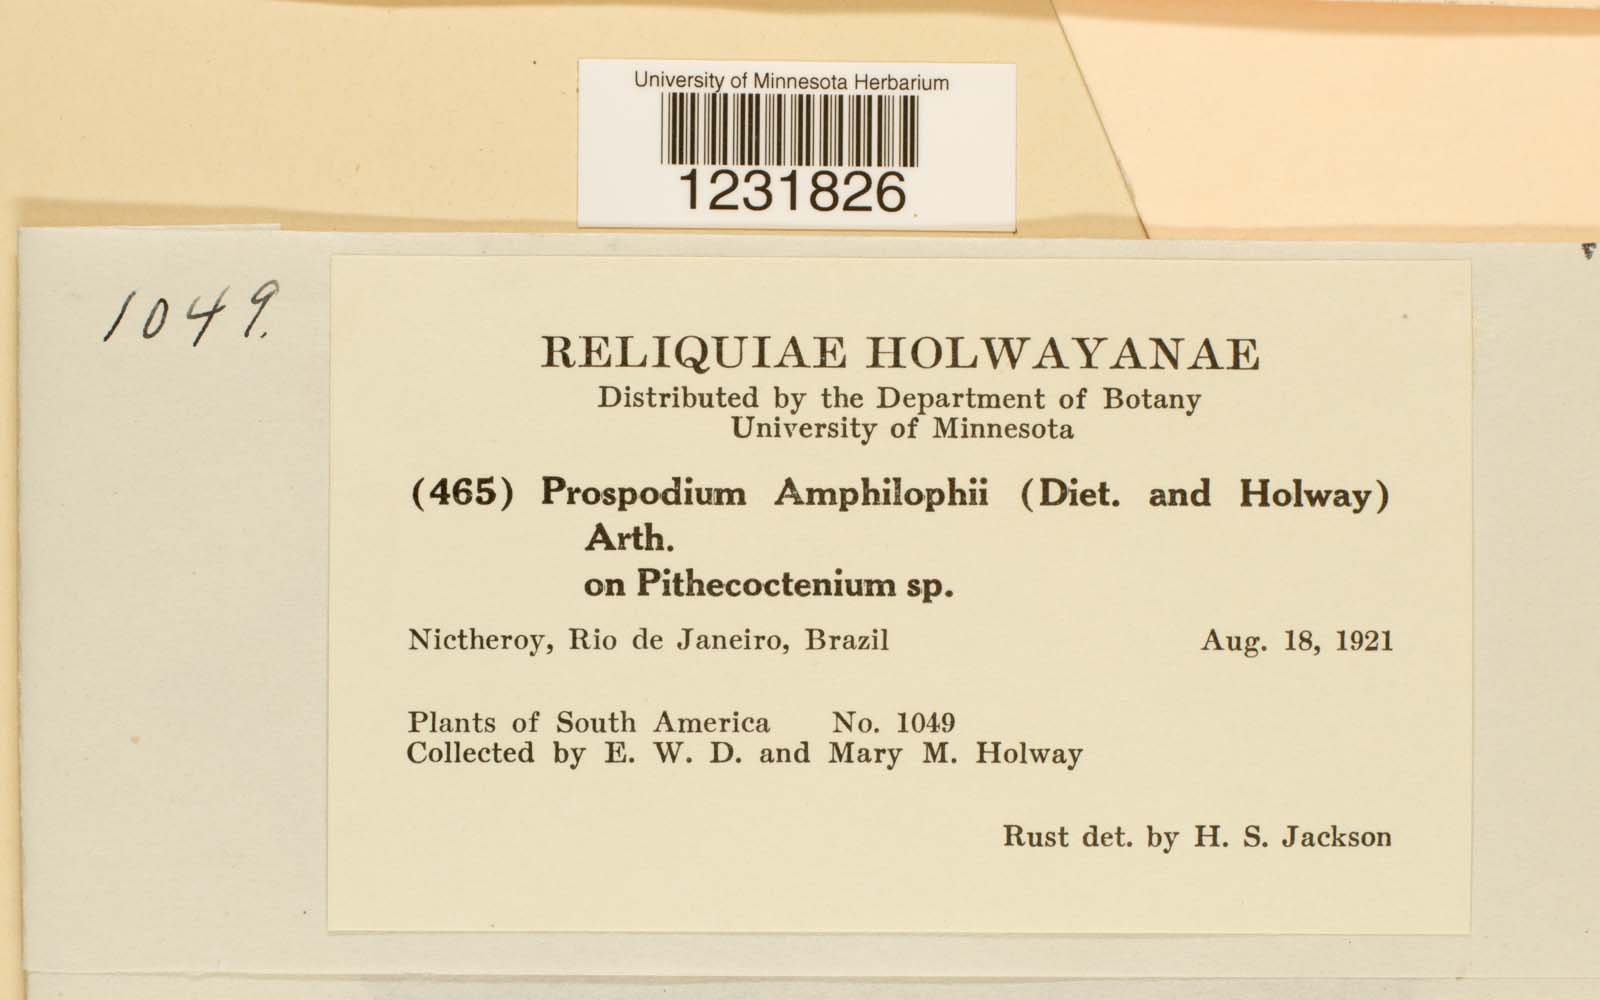 University of Minnesota Herbarium
1231826
1049.
RELIQUIAE HOLWAYANAE
Distributed by the Department of Botany
University of Minnesota
(465) Prospodium Amphilophii (Diet. and Holway)
Arth.
on Pithecoctenium sp.
Nictheroy, Rio de Janeiro, Brazil Aug. 18, 1921
Plants of South America No. 1049
Collected by E. W. D. and Mary M. Holway
Rust det. by H. S. Jackson